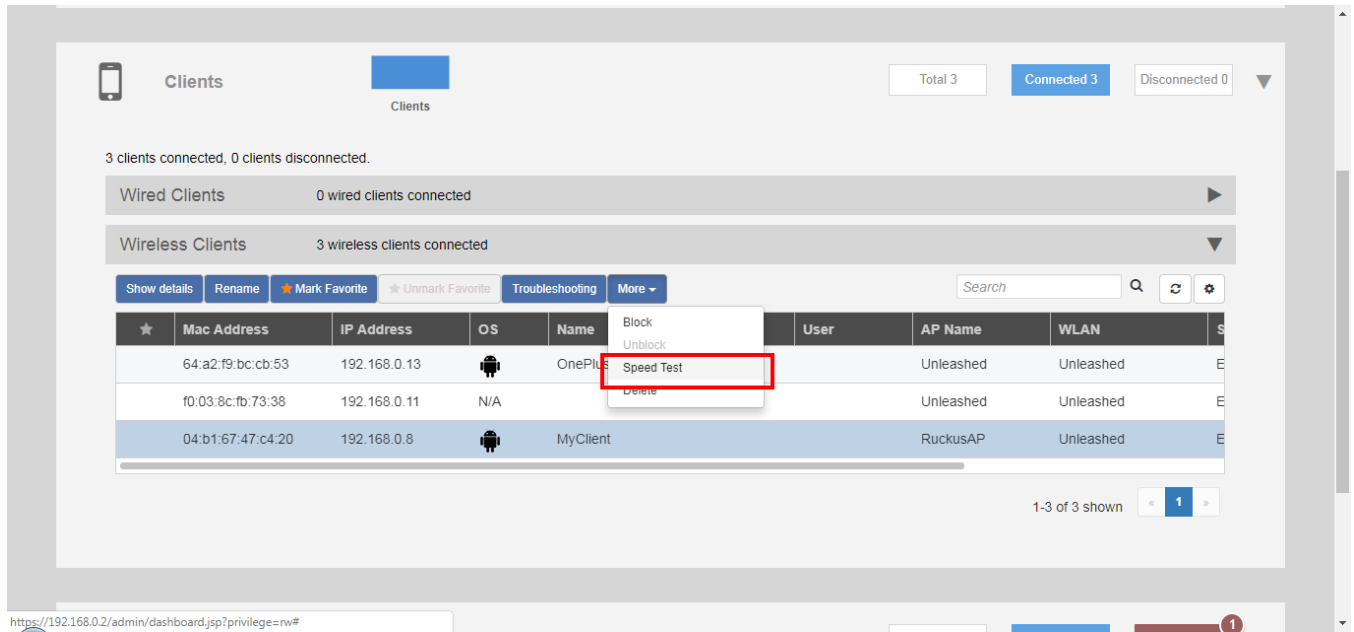 Clients
Clients
Total 3
Connected 3
Disconnected 0
3 clients connected, 0 clients disconnected.
Wired Clients 0 wired clients connected
Wireless Clients 3 wireless clients connected
Show details Rename Mark Favorite Unmark Favorite Troubleshooting More Search
Block
Unblock
Speed Test
Delete
Mac Address IP Address OS Name User AP Name WLAN S
64:a2:f9:bc:cb:53 192.168.0.13 OnePlus Unleashed Unleashed E
f0:03:8c:fb:73:38 192.168.0.11 N/A Unleashed Unleashed E
04:b1:67:47:c4:20 192.168.0.8 MyClient RuckusAP Unleashed E
1-3 of 3 shown « 1 »
https://192.168.0.2/admin/dashboard.jsp?privilege=rw#
1